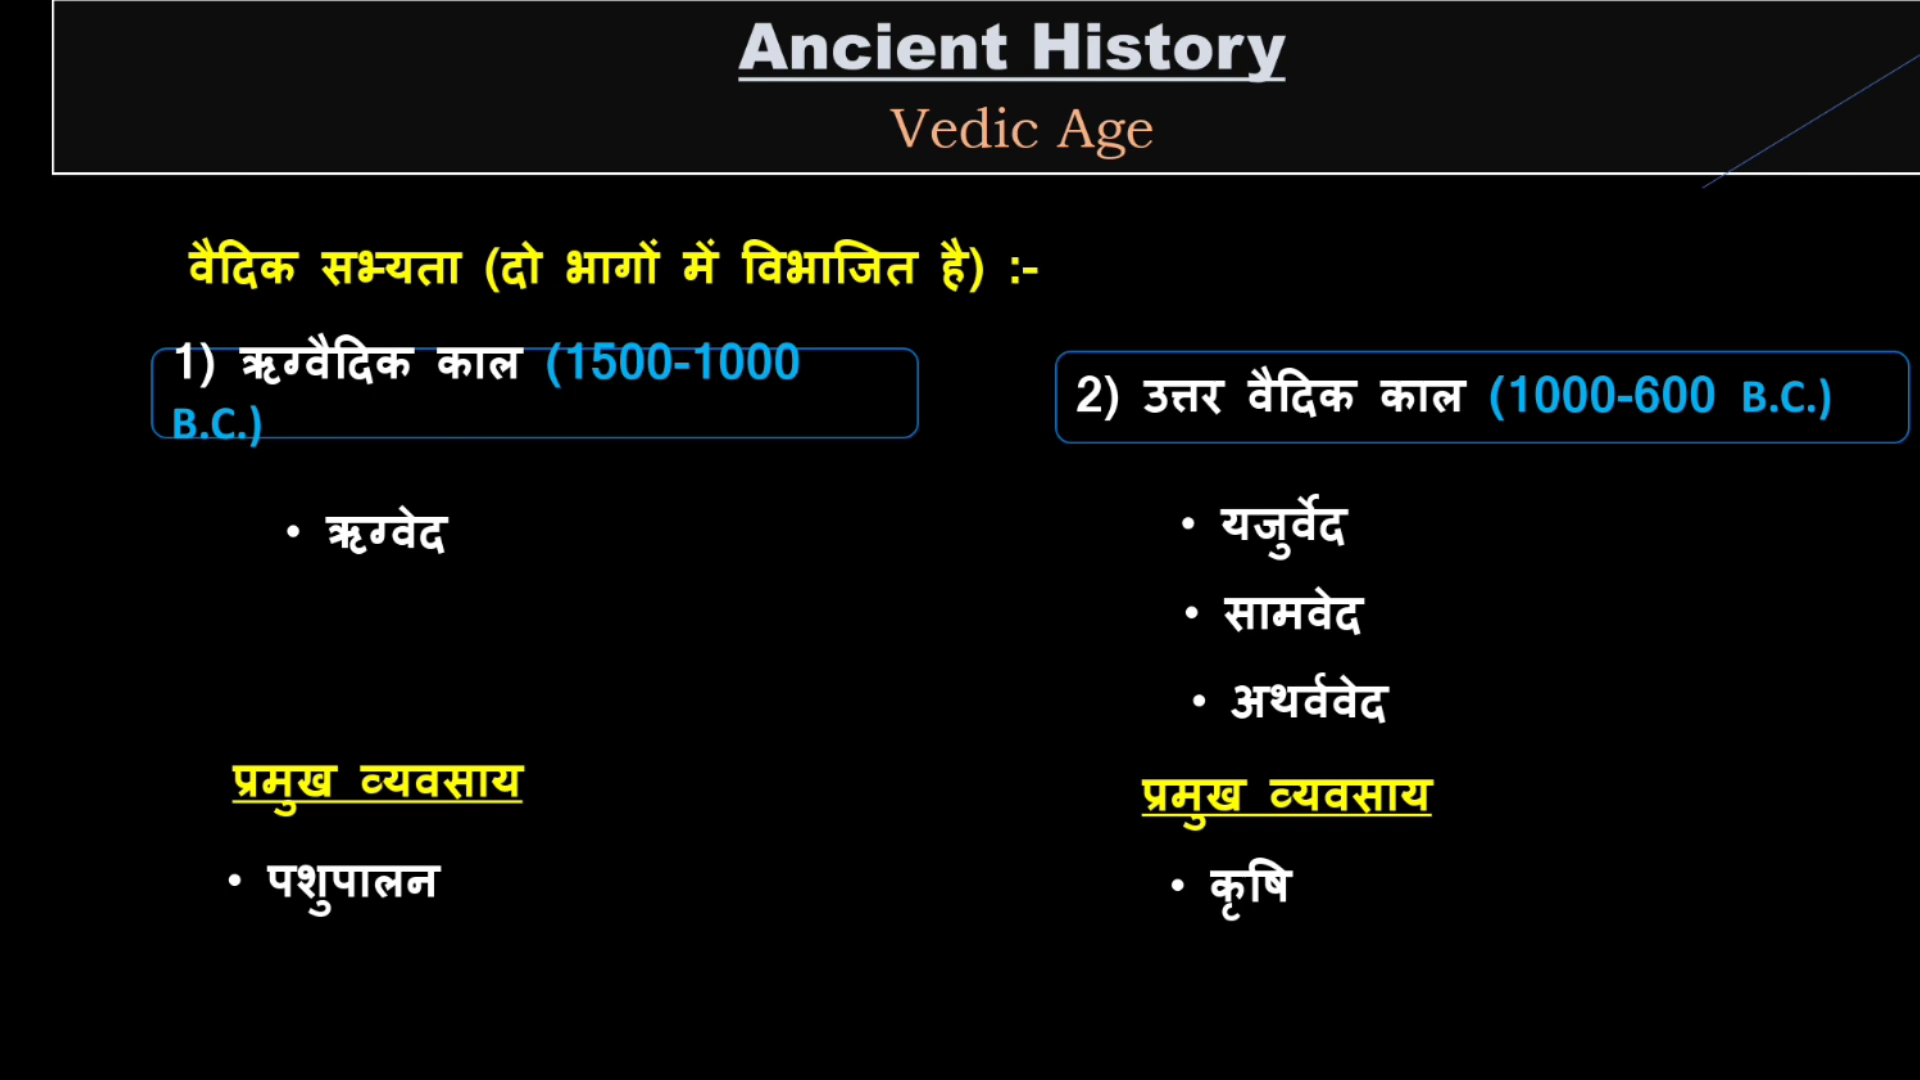 Ancient History
Vedic Age
वैदिक सभ्यता (दो भागों में विभाजित है) :-
1) ऋग्वैदिक काल (1500-1000
B.C.)
• ऋग्वेद
प्रमुख व्यवसाय
• पशुपालन
2) उत्तर वैदिक काल (1000-600 B.C.)
• यजुर्वेद
• सामवेद
• अथर्ववेद
प्रमुख व्यवसाय
• कृषि